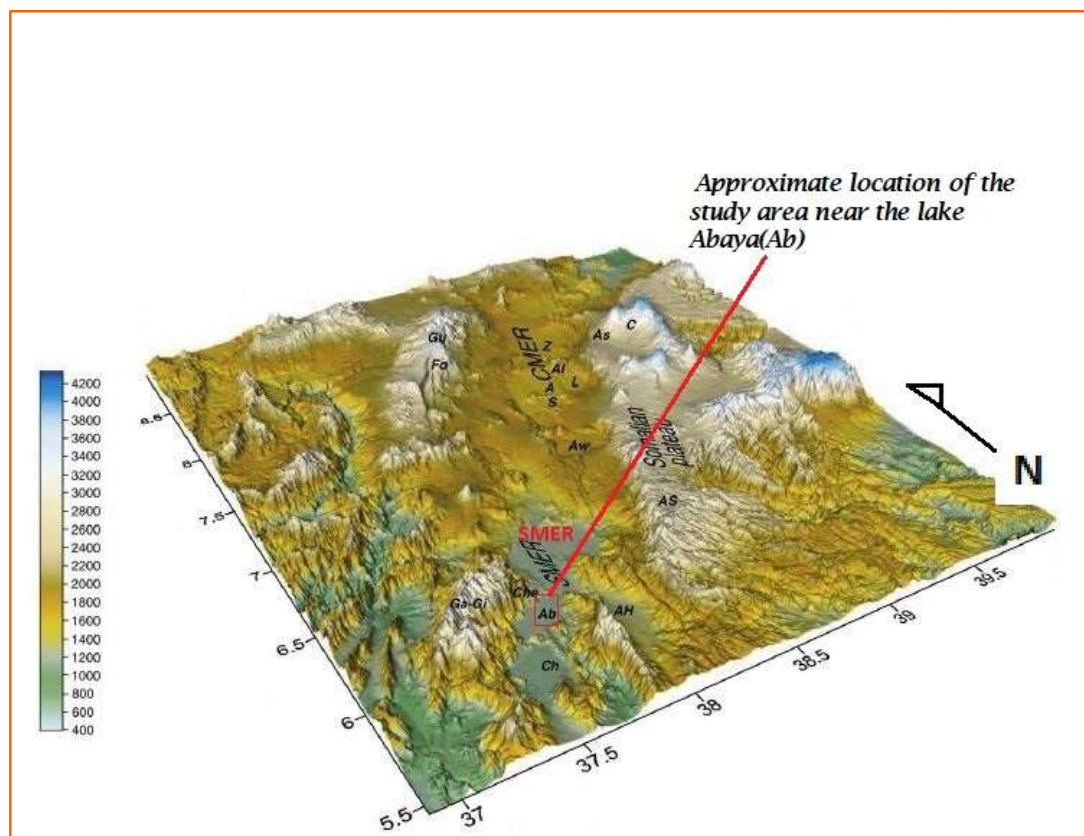 Approximate location of the
study area near the lake
Abaya(Ab)
4200
4000
3800
3600
3400
3200
3000
2800
2600
2400
2200
2000
1800
1600
1400
1200
1000
800
600
400
Gu
Fo
CMER
Z
Al
A
L
S
Aw
As
C
Somalian
plateau
AS
N
SMER
SMER
Ga-Gi
Che
Ab
AH
Ch
8.5
8
7.5
7
6.5
6
5.5
37
37.5
38
38.5
39
39.5